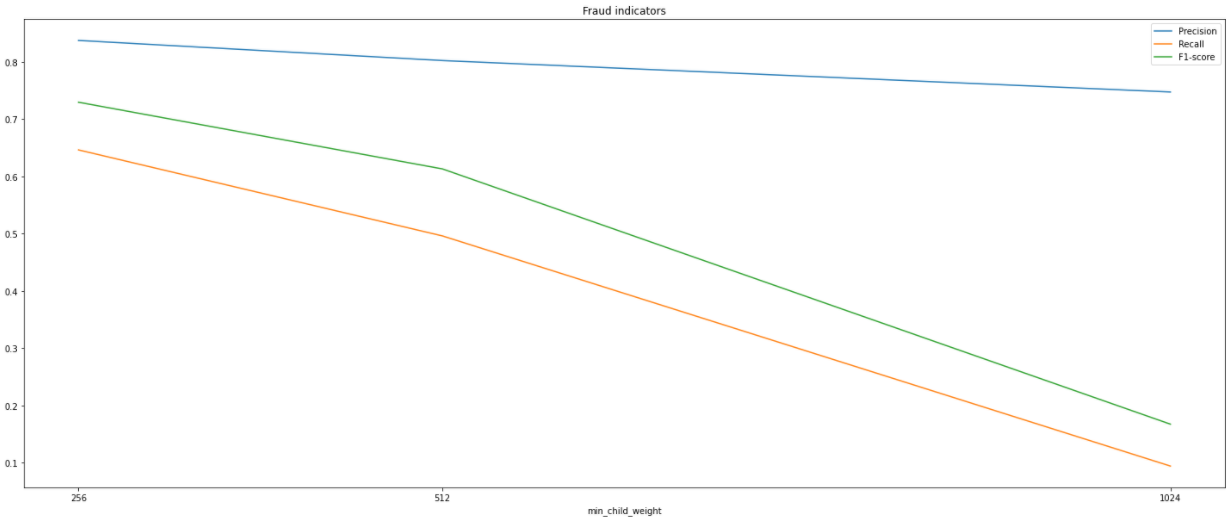 Fraud indicators
Precision
Recall
F1-score
0.8
0.7
0.6
0.5
0.4
0.3
0.2
0.1
256
512
1024
min_child_weight